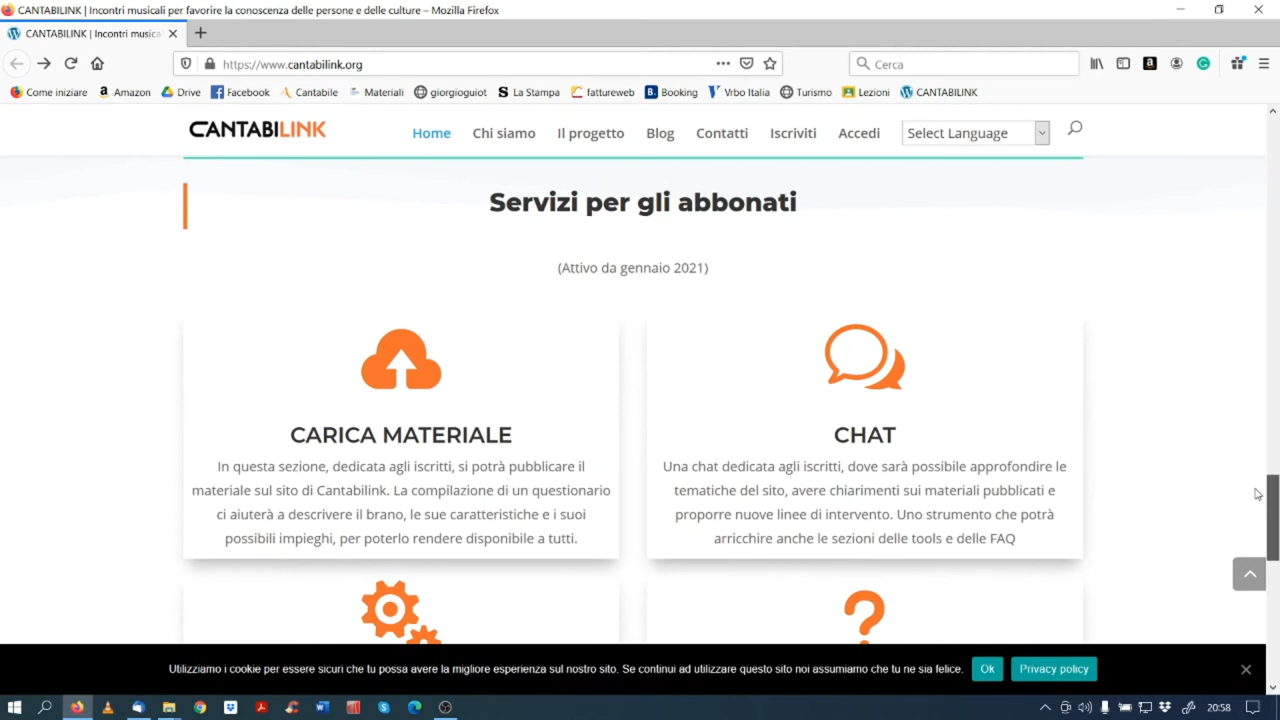 CANTABILINK | Incontri musicali per favorire la conoscenza delle persone e delle culture – Mozilla Firefox
CANTABILINK | Incontri musica
https://www.cantabilink.org
Cerca
Come iniziare
Amazon
Drive
Facebook
Cantabile
Materiali
giorgioguiot
La Stampa
fattureweb
Booking
Vrbo Italia
Turismo
Lezioni
CANTABILINK
CANTABILINK
Home
Chi siamo
Il progetto
Blog
Contatti
Iscriviti
Accedi
Select Language
Servizi per gli abbonati
(Attivo da gennaio 2021)
CARICA MATERIALE
In questa sezione, dedicata agli iscritti, si potrà pubblicare il
materiale sul sito di Cantabilink. La compilazione di un questionario
ci aiuterà a descrivere il brano, le sue caratteristiche e i suoi
possibili impieghi, per poterlo rendere disponibile a tutti.
CHAT
Una chat dedicata agli iscritti, dove sarà possibile approfondire le
tematiche del sito, avere chiarimenti sui materiali pubblicati e
proporre nuove linee di intervento. Uno strumento che potrà
arricchire anche le sezioni delle tools e delle FAQ
Utilizziamo i cookie per essere sicuri che tu possa avere la migliore esperienza sul nostro sito. Se continui ad utilizzare questo sito noi assumiamo che tu ne sia felice.
Ok
Privacy policy
20:58